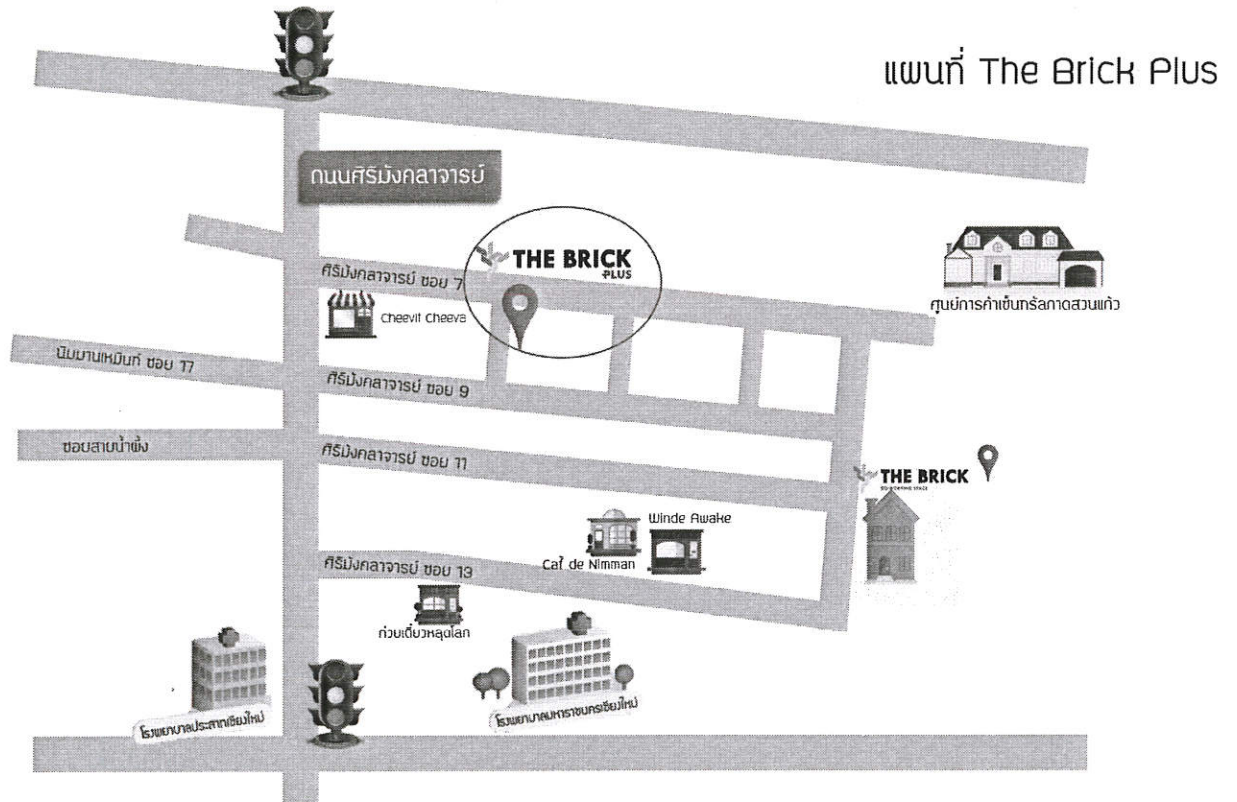 แผนที่ The Brick Plus
ถนนศิริมังคลาจารย์
THE BRICK
PLUS
ศิริมังคลาจารย์ ซอย 7
Cheevit Cheeva
ศูนย์การค้าเซ็นทรัลกาดสวนแก้ว
นิมมานเหมินท์ ซอย 17
ศิริมังคลาจารย์ ซอย 9
ซอยสายน้ำผึ้ง
ศิริมังคลาจารย์ ซอย 11
THE BRICK
Winde Awake
Caf de Nimman
ศิริมังคลาจารย์ ซอย 13
ก๋วยเตี๋ยวหลุดโลก
โรงพยาบาลประสาทเชียงใหม่
โรงพยาบาลมหาราชนครเชียงใหม่